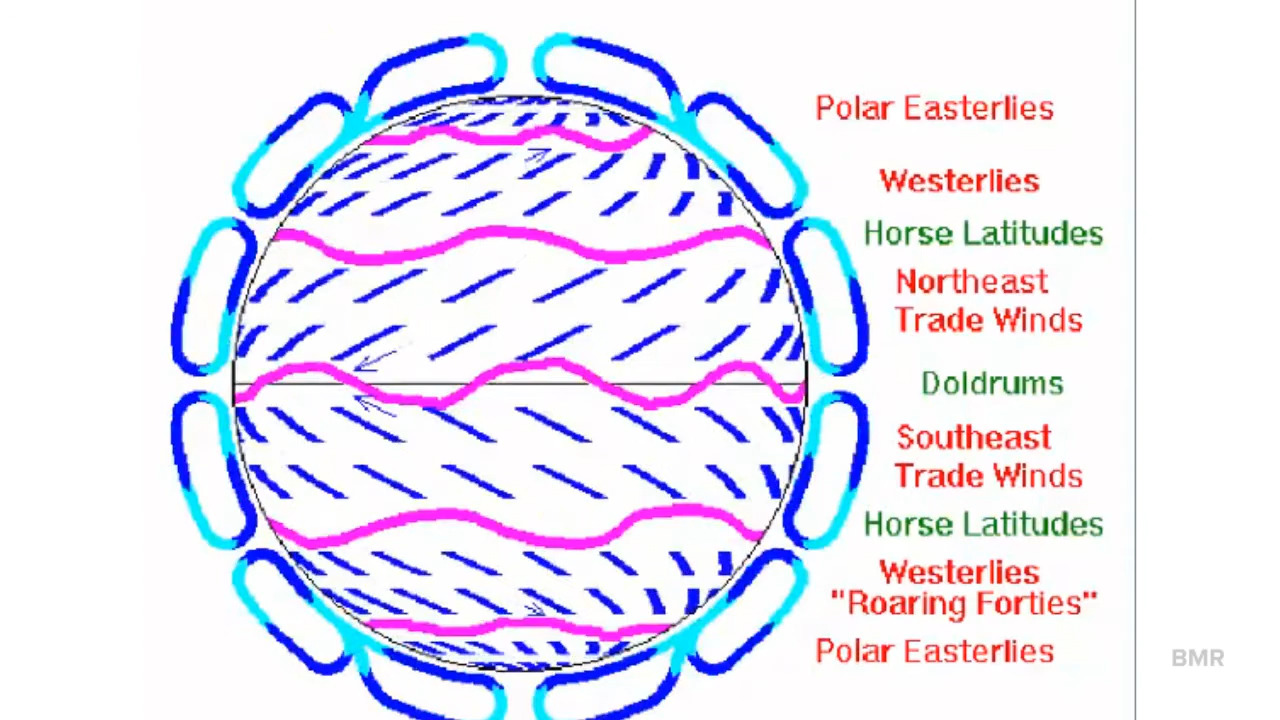 Polar Easterlies
Westerlies
Horse Latitudes
Northeast
Trade Winds
Doldrums
Southeast
Trade Winds
Horse Latitudes
Westerlies
"Roaring Forties"
Polar Easterlies
BMR